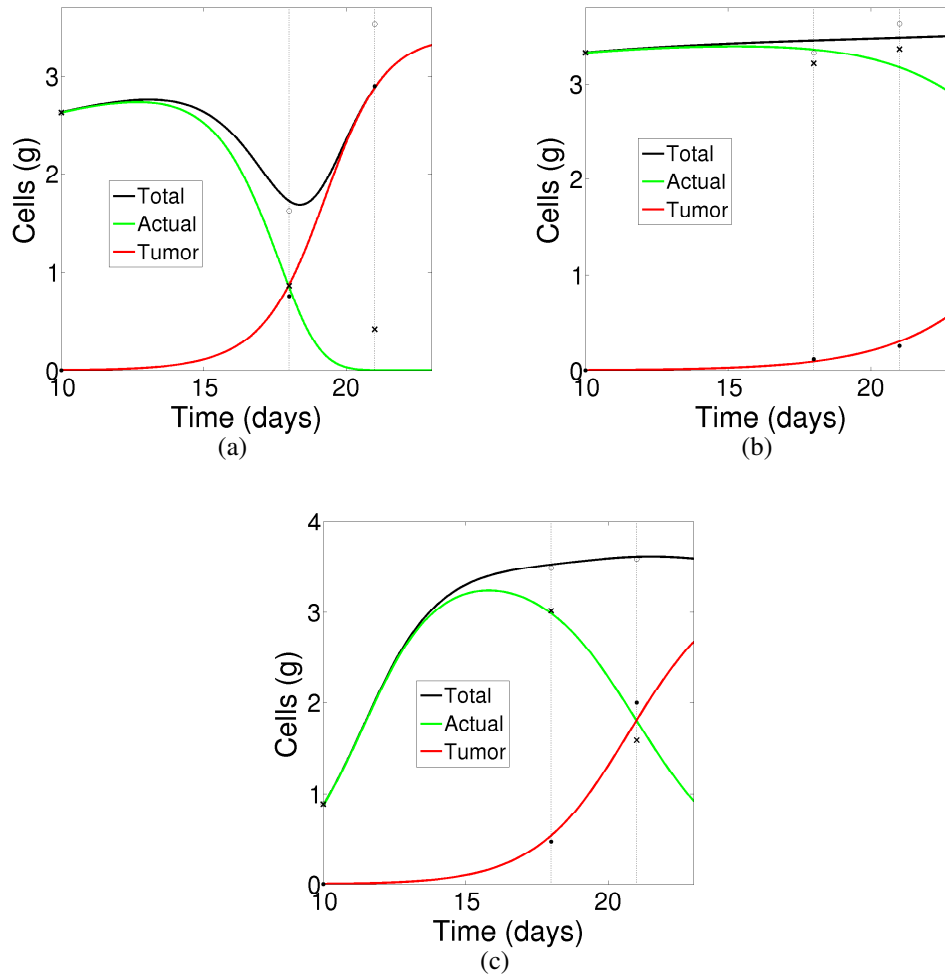 3
2
1
0
Cells (g)
Total
Actual
Tumor
10
15
20
Time (days)
(a)
3
2
1
0
Cells (g)
Total
Actual
Tumor
10
15
20
Time (days)
(b)
4
3
2
1
0
Cells (g)
Total
Actual
Tumor
10
15
20
Time (days)
(c)